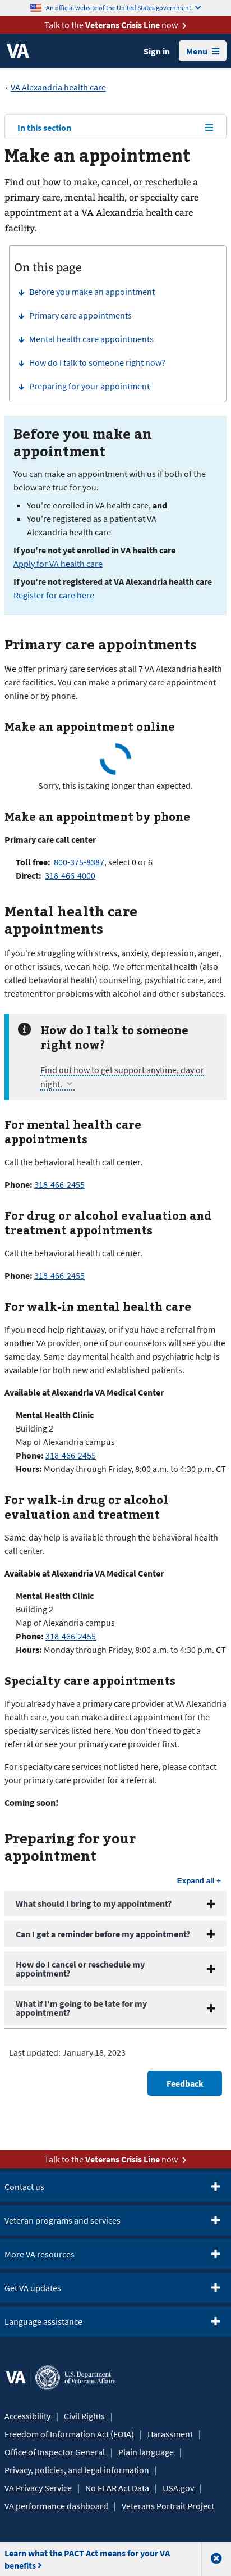 An official website of the United States government.
Talk to the Veterans Crisis Line now
VA
Sign in
Menu
VA Alexandria health care
In this section
Make an appointment
Find out how to make, cancel, or reschedule a
primary care, mental health, or specialty care
appointment at a VA Alexandria health care
facility.
On this page
Before you make an appointment
Primary care appointments
Mental health care appointments
How do I talk to someone right now?
Preparing for your appointment
Before you make an
appointment
You can make an appointment with us if both of the
below are true for you.
You're enrolled in VA health care, and
You're registered as a patient at VA
Alexandria health care
If you're not yet enrolled in VA health care
Apply for VA health care
If you're not registered at VA Alexandria health care
Register for care here
Primary care appointments
We offer primary care services at all 7 VA Alexandria health
care facilities. You can make a primary care appointment
online or by phone.
Make an appointment online
Sorry, this is taking longer than expected.
Make an appointment by phone
Primary care call center
Toll free: 800-375-8387, select 0 or 6
Direct: 318-466-4000
Mental health care
appointments
If you're struggling with stress, anxiety, depression, anger,
or other issues, we can help. We offer mental health (also
called behavioral health) counseling, psychiatric care, and
treatment for problems with alcohol and other substances.
How do I talk to someone
right now?
Find out how to get support anytime, day or
night.
For mental health care
appointments
Call the behavioral health call center.
Phone: 318-466-2455
For drug or alcohol evaluation and
treatment appointments
Call the behavioral health call center.
Phone: 318-466-2455
For walk-in mental health care
If you need help right away, or if you have a referral from
another VA provider, one of our counselors will see you the
same day. Same-day mental health and psychiatric help is
available for both new and established patients.
Available at Alexandria VA Medical Center
Mental Health Clinic
Building 2
Map of Alexandria campus
Phone: 318-466-2455
Hours: Monday through Friday, 8:00 a.m. to 4:30 p.m. CT
For walk-in drug or alcohol
evaluation and treatment
Same-day help is available through the behavioral health
call center.
Available at Alexandria VA Medical Center
Mental Health Clinic
Building 2
Map of Alexandria campus
Phone: 318-466-2455
Hours: Monday through Friday, 8:00 a.m. to 4:30 p.m. CT
Specialty care appointments
If you already have a primary care provider at VA Alexandria
health care, you can make a direct appointment for the
specialty services listed here. You don't need to get a
referral or see your primary care provider first.
For specialty care services not listed here, please contact
your primary care provider for a referral.
Coming soon!
Preparing for your
appointment
Expand all +
What should I bring to my appointment?
Can I get a reminder before my appointment?
How do I cancel or reschedule my
appointment?
What if I'm going to be late for my
appointment?
Last updated: January 18, 2023
Feedback
Talk to the Veterans Crisis Line now
Contact us
Veteran programs and services
More VA resources
Get VA updates
Language assistance
VA U.S. Department
of Veterans Affairs
Accessibility | Civil Rights |
Freedom of Information Act (FOIA) | Harassment |
Office of Inspector General | Plain language |
Privacy, policies, and legal information |
VA Privacy Service | No FEAR Act Data | USA.gov |
VA performance dashboard | Veterans Portrait Project
Learn what the PACT Act means for your VA
benefits